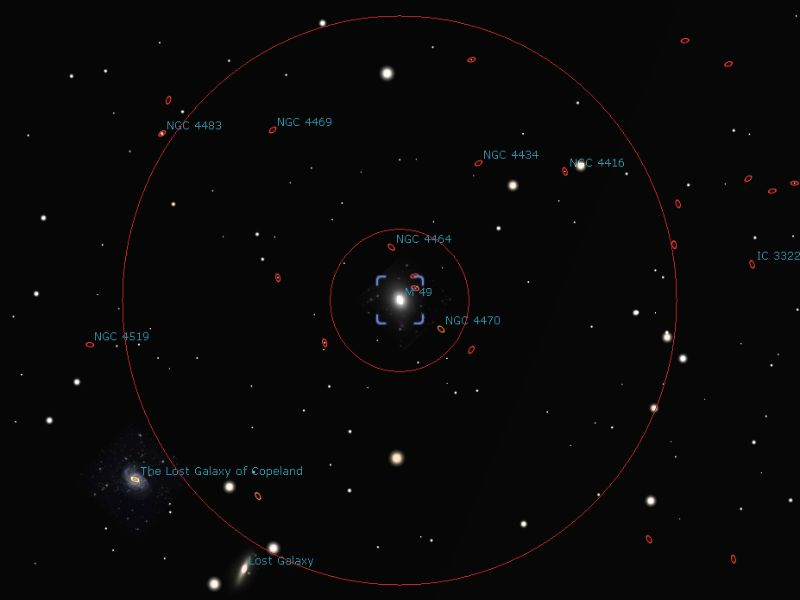 NGC 4483
NGC 4469
NGC 4434
NGC 4416
NGC 4464
IC 3322
M 49
NGC 4470
NGC 4519
The Lost Galaxy of Copeland
Lost Galaxy